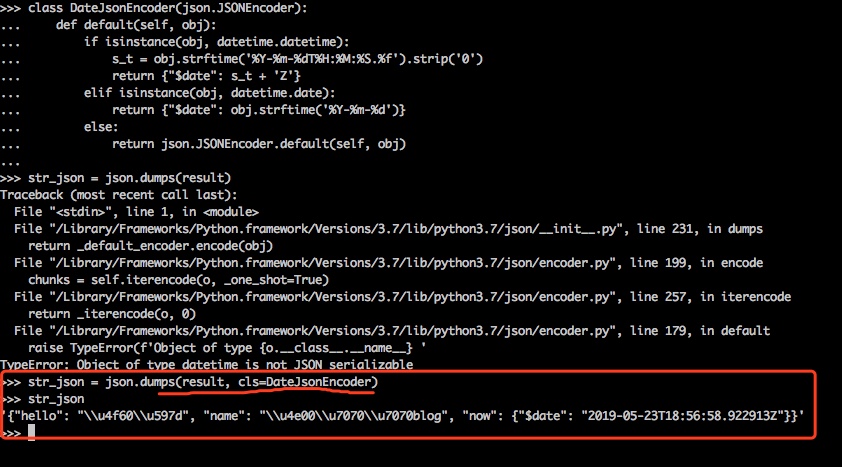 >>> class DateJsonEncoder(json.JSONEncoder):
...     def default(self, obj):
...         if isinstance(obj, datetime.datetime):
...             s_t = obj.strftime('%Y-%m-%dT%H:%M:%S.%f').strip('0')
...             return {"$date": s_t + 'Z'}
...         elif isinstance(obj, datetime.date):
...             return {"$date": obj.strftime('%Y-%m-%d')}
...         else:
...             return json.JSONEncoder.default(self, obj)
...
>>> str_json = json.dumps(result)
Traceback (most recent call last):
  File "<stdin>", line 1, in <module>
  File "/Library/Frameworks/Python.framework/Versions/3.7/lib/python3.7/json/__init__.py", line 231, in dumps
    return _default_encoder.encode(obj)
  File "/Library/Frameworks/Python.framework/Versions/3.7/lib/python3.7/json/encoder.py", line 199, in encode
    chunks = self.iterencode(o, _one_shot=True)
  File "/Library/Frameworks/Python.framework/Versions/3.7/lib/python3.7/json/encoder.py", line 257, in iterencode
    return _iterencode(o, 0)
  File "/Library/Frameworks/Python.framework/Versions/3.7/lib/python3.7/json/encoder.py", line 179, in default
    raise TypeError(f'Object of type {o.__class__.__name__} '
TypeError: Object of type datetime is not JSON serializable
>>> str_json = json.dumps(result, cls=DateJsonEncoder)
>>> str_json
'{"hello": "\\u4f60\\u597d", "name": "\\u4e00\\u7070\\u7070blog", "now": {"$date": "2019-05-23T18:56:58.922913Z"}}'
>>>